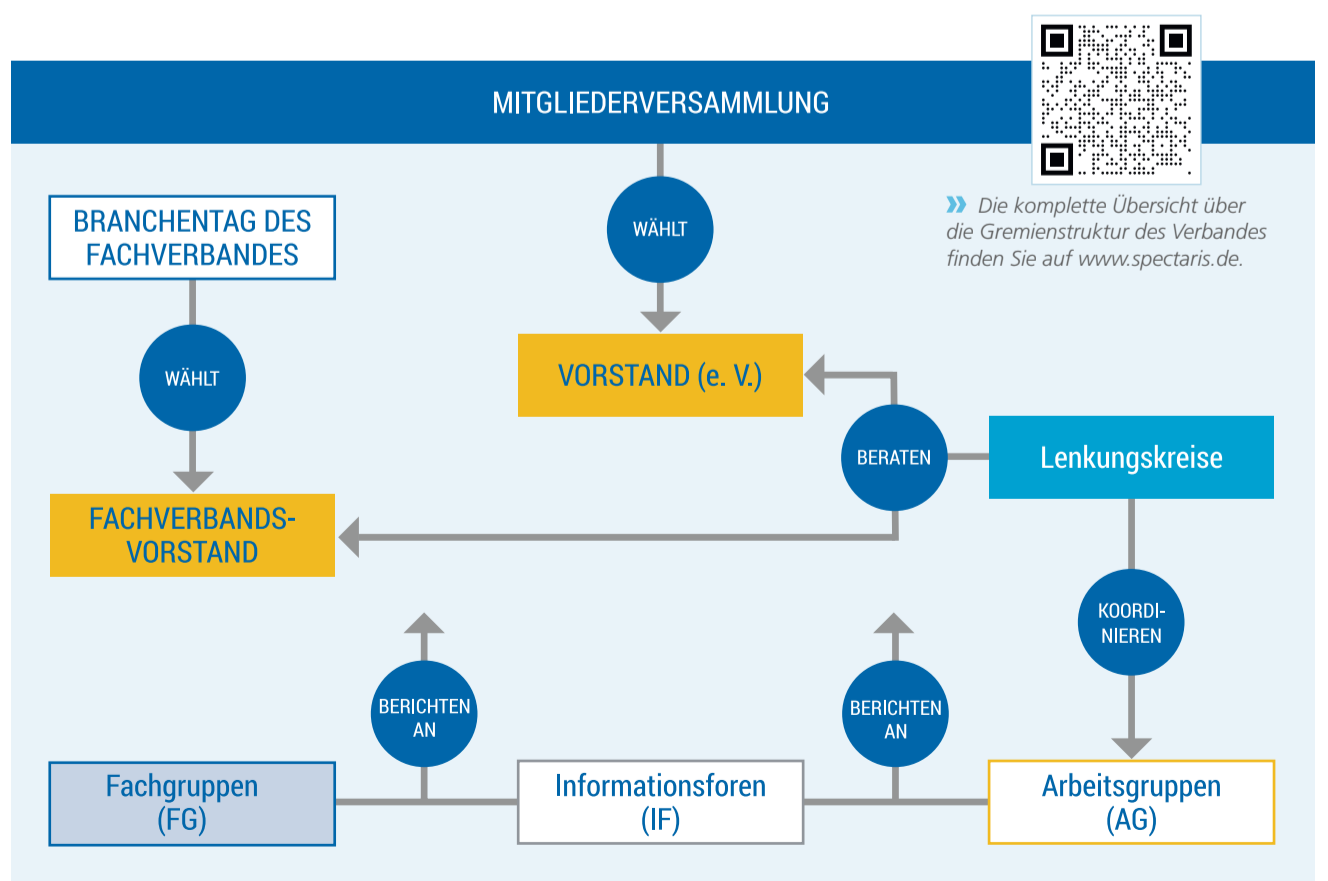 MITGLIEDERVERSAMMLUNG
» Die komplette Übersicht über
die Gremienstruktur des Verbandes
finden Sie auf www.spectaris.de.
BRANCHENTAG DES
FACHVERBANDES
WÄHLT
WÄHLT
VORSTAND (e. V.)
BERATEN
Lenkungskreise
FACHVERBANDS-
VORSTAND
KOORDI-
NIEREN
BERICHTEN
AN
BERICHTEN
AN
Fachgruppen
(FG)
Informationsforen
(IF)
Arbeitsgruppen
(AG)